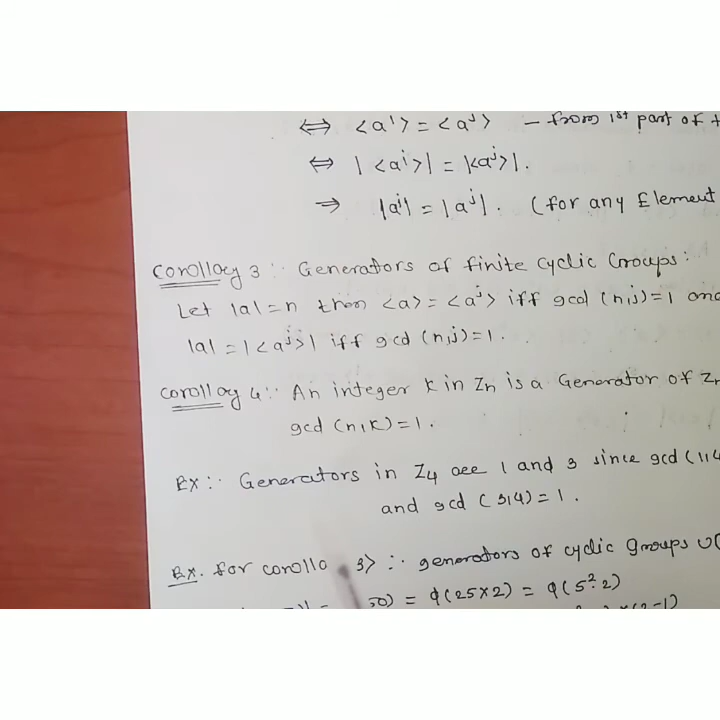 ⇔ <aⁱ> = <aʲ> – from 1st part of
⇔ |<aⁱ>| = |<aʲ>|.
⇒ |aⁱ| = |aʲ|. (for any Element
Corollary 3 :- Generators of finite Cyclic Groups:
Let |a| = n then <a> = <aʲ> iff gcd (n,j) = 1 and
|a| = |<aʲ>| iff gcd (n,j) = 1.
Corollary 4 :- An integer K in Zn is a Generator of Zn
gcd (n,K) = 1.
Ex :- Generators in Z4 are 1 and 3 since gcd (1,4
and gcd (3,4) = 1.
Ex. for corollo 3> :- generators of cyclic groups U(
50) = φ(25×2) = φ(5².2)